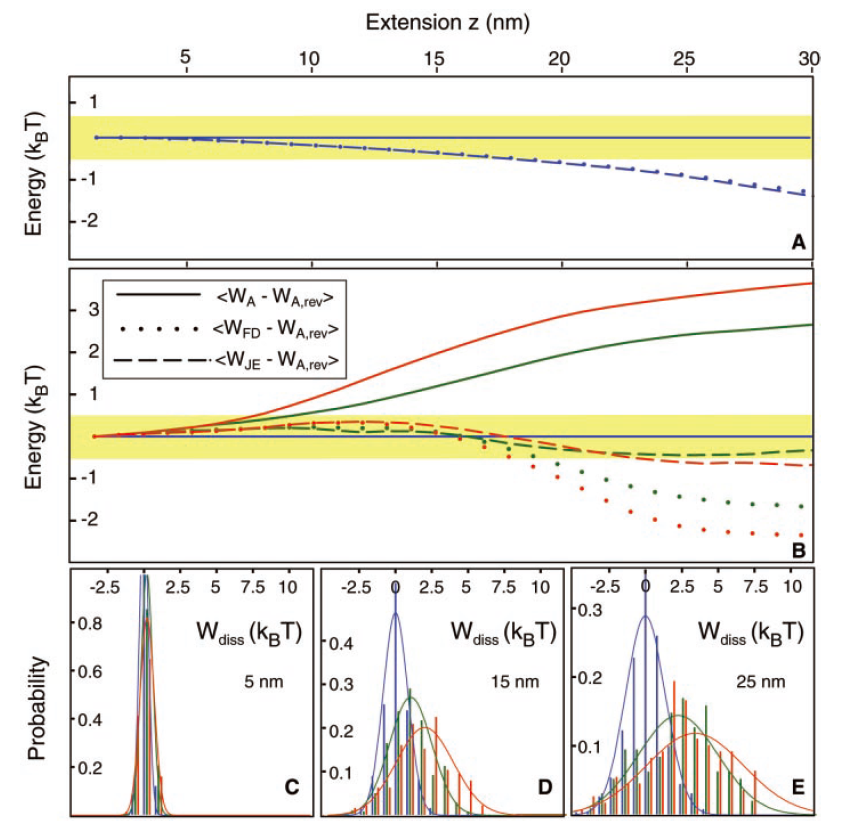 Extension z (nm)
5 10 15 20 25 30
Energy (kBT)
1
-1
-2
A
Energy (kBT)
3
2
1
-1
-2
<WA - WA,rev>
<WFD - WA,rev>
<WJE - WA,rev>
B
Probability
-2.5 0 2.5 5 7.5 10
0.8
0.6
0.4
0.2
Wdiss (kBT)
5 nm
C
-2.5 0 2.5 5 7.5 10
0.4
0.3
0.2
0.1
Wdiss (kBT)
15 nm
D
-2.5 0 2.5 5 7.5 10
0.3
0.2
0.1
Wdiss (kBT)
25 nm
E